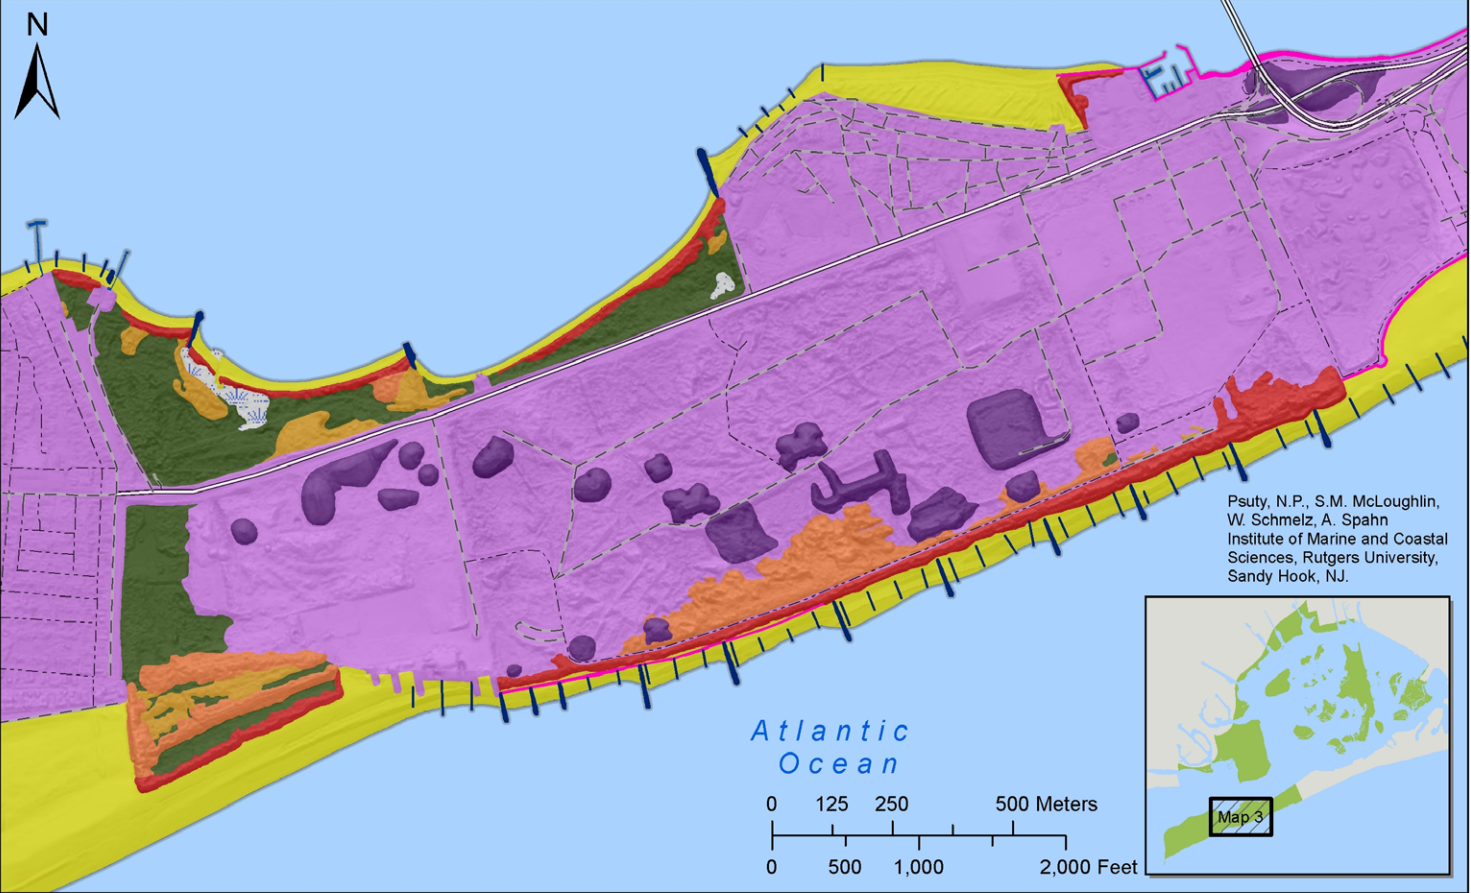 N
Psuty, N.P., S.M. McLoughlin,
W. Schmelz, A. Spahn
Institute of Marine and Coastal
Sciences, Rutgers University,
Sandy Hook, NJ.
Atlantic
Ocean
0 125 250 500 Meters
0 500 1,000 2,000 Feet
Map 3